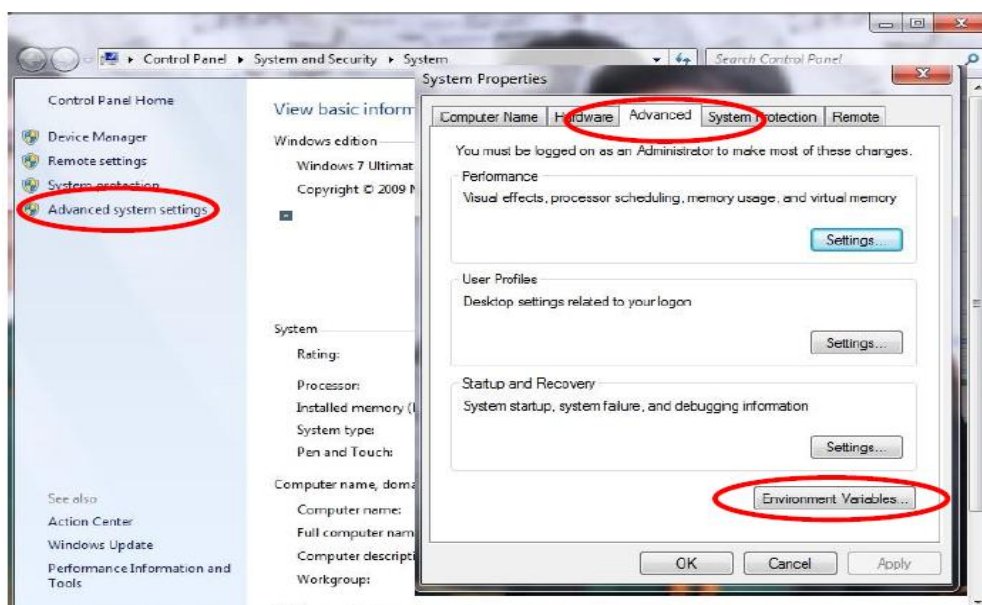 Control Panel ▸ System and Security ▸ System
Search Control Panel
Control Panel Home
Device Manager
Remote settings
System protection
Advanced system settings
See also
Action Center
Windows Update
Performance Information and
Tools
View basic inform
Windows edition
Windows 7 Ultimat
Copyright © 2009 M
System
Rating:
Processor:
Installed memory (
System type:
Pen and Touch:
Computer name, doma
Computer name:
Full computer nam
Computer descripti
Workgroup:
System Properties
Computer Name
Hardware
Advanced
System Protection
Remote
You must be logged on as an Administrator to make most of these changes.
Performance
Visual effects, processor scheduling, memory usage, and virtual memory
Settings...
User Profiles
Desktop settings related to your logon
Settings...
Startup and Recovery
System startup, system failure, and debugging information
Settings...
Environment Variables...
OK
Cancel
Apply